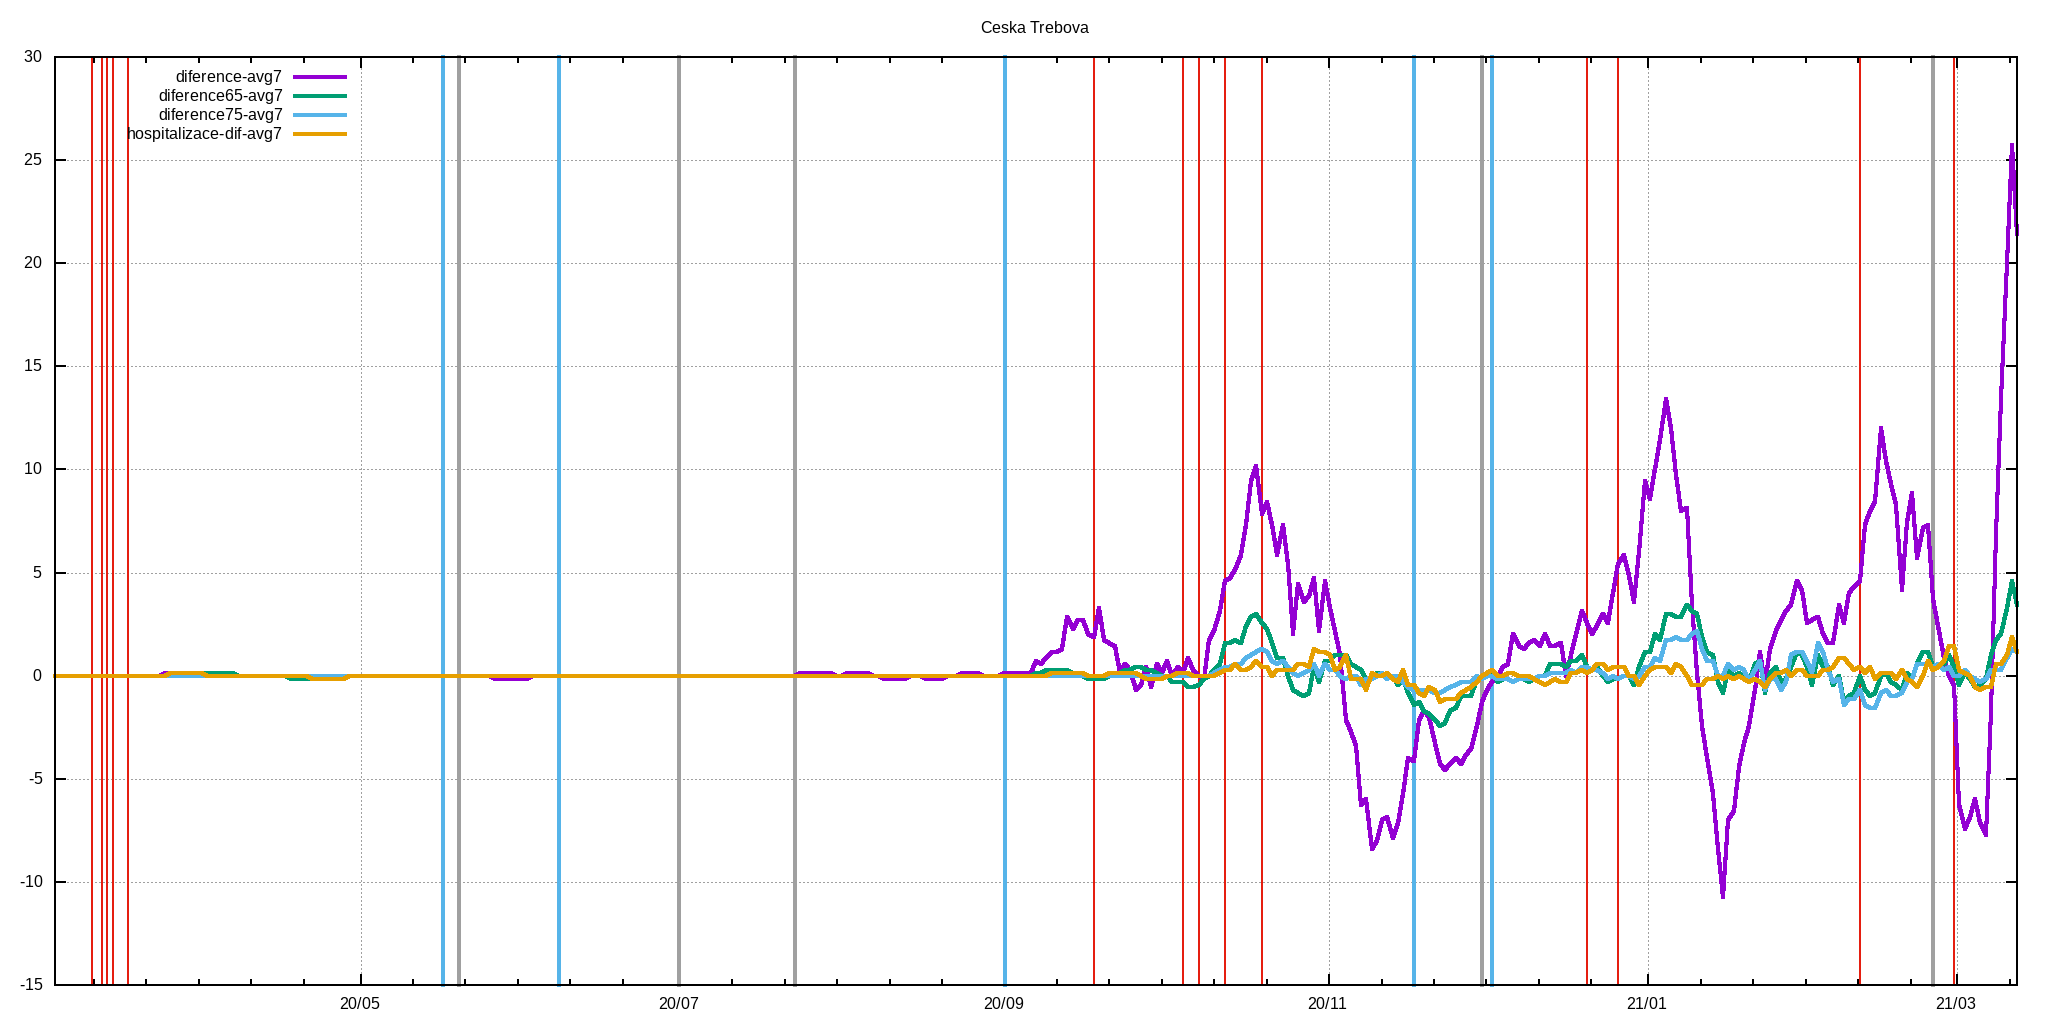 Ceska Trebova
30
25
20
15
10
5
0
-5
-10
-15
diference-avg7
diference65-avg7
diference75-avg7
hospitalizace-dif-avg7
20/05 20/07 20/09 20/11 21/01 21/03